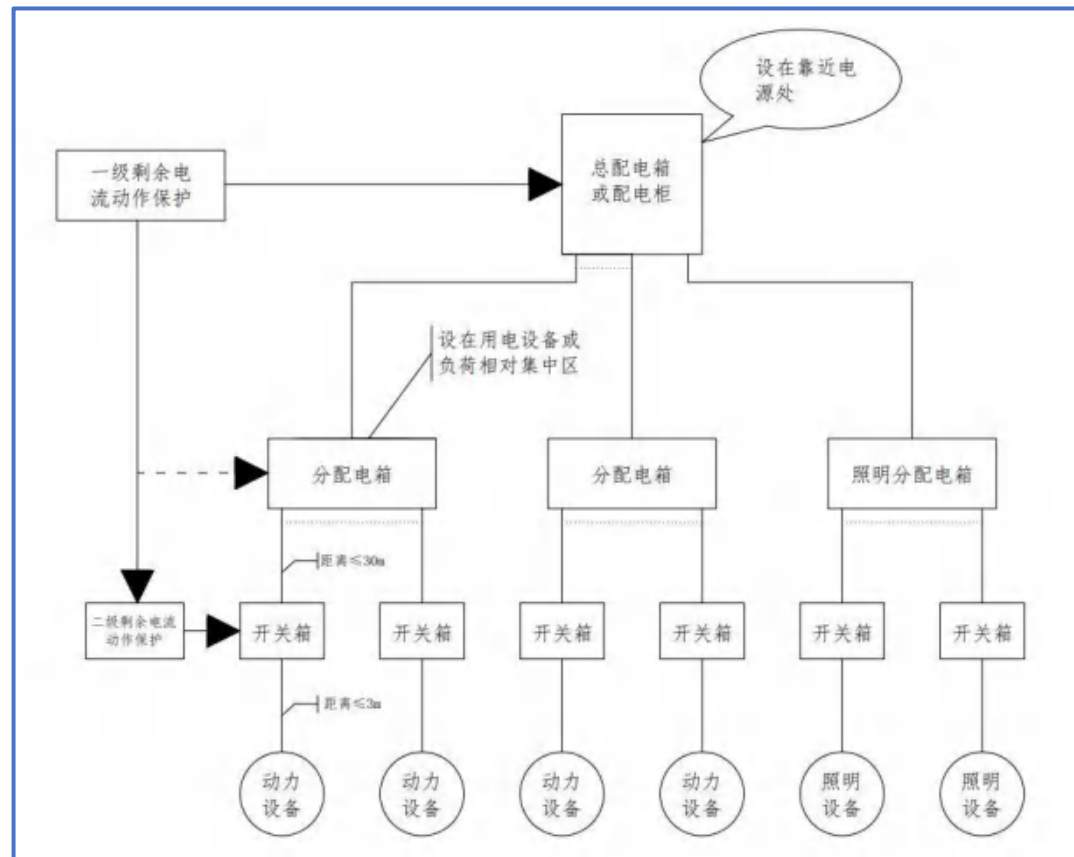 设在靠近电
源处
一级剩余电
流动作保护
总配电箱
或配电柜
设在用电设备或
负荷相对集中区
分配电箱
分配电箱
照明分配电箱
距离≤30m
二级剩余电流
动作保护
开关箱
开关箱
开关箱
开关箱
开关箱
开关箱
距离≤3m
动力
设备
动力
设备
动力
设备
动力
设备
照明
设备
照明
设备